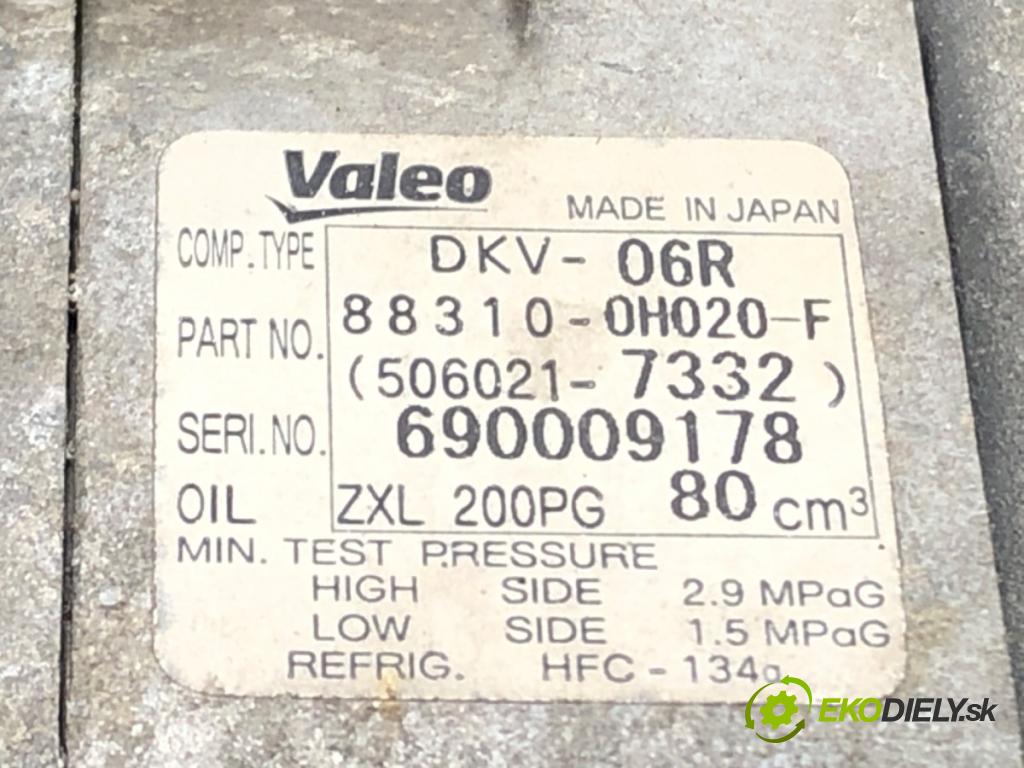 Valeo
MADE IN JAPAN
COMP.TYPE DKV- 06R
PART NO. 88310-0H020-F
(506021-7332)
SERI.NO. 690009178
OIL ZXL 200PG 80 cm³
MIN. TEST PRESSURE
HIGH SIDE 2.9 MPaG
LOW SIDE 1.5 MPaG
REFRIG. HFC-134a
EKODIELY.sk